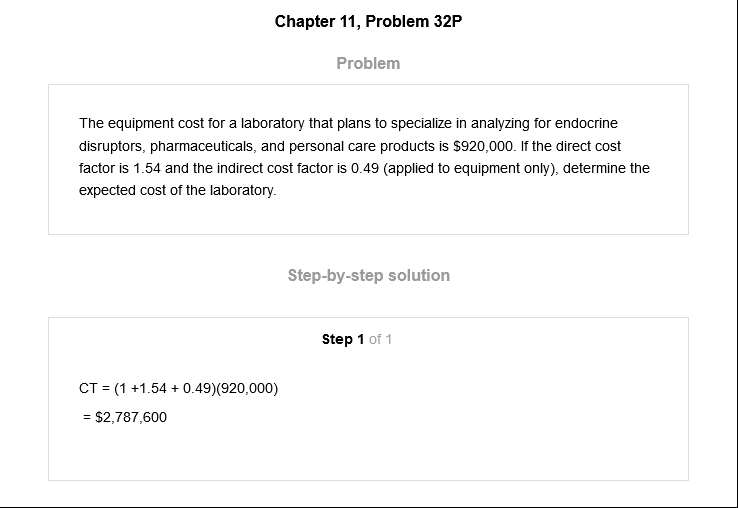 Chapter 11, Problem 32P
Problem
The equipment cost for a laboratory that plans to specialize in analyzing for endocrine
disruptors, pharmaceuticals, and personal care products is $920,000. If the direct cost
factor is 1.54 and the indirect cost factor is 0.49 (applied to equipment only), determine the
expected cost of the laboratory.
Step-by-step solution
Step 1 of 1
CT = (1 +1.54 + 0.49)(920,000)
= $2,787,600